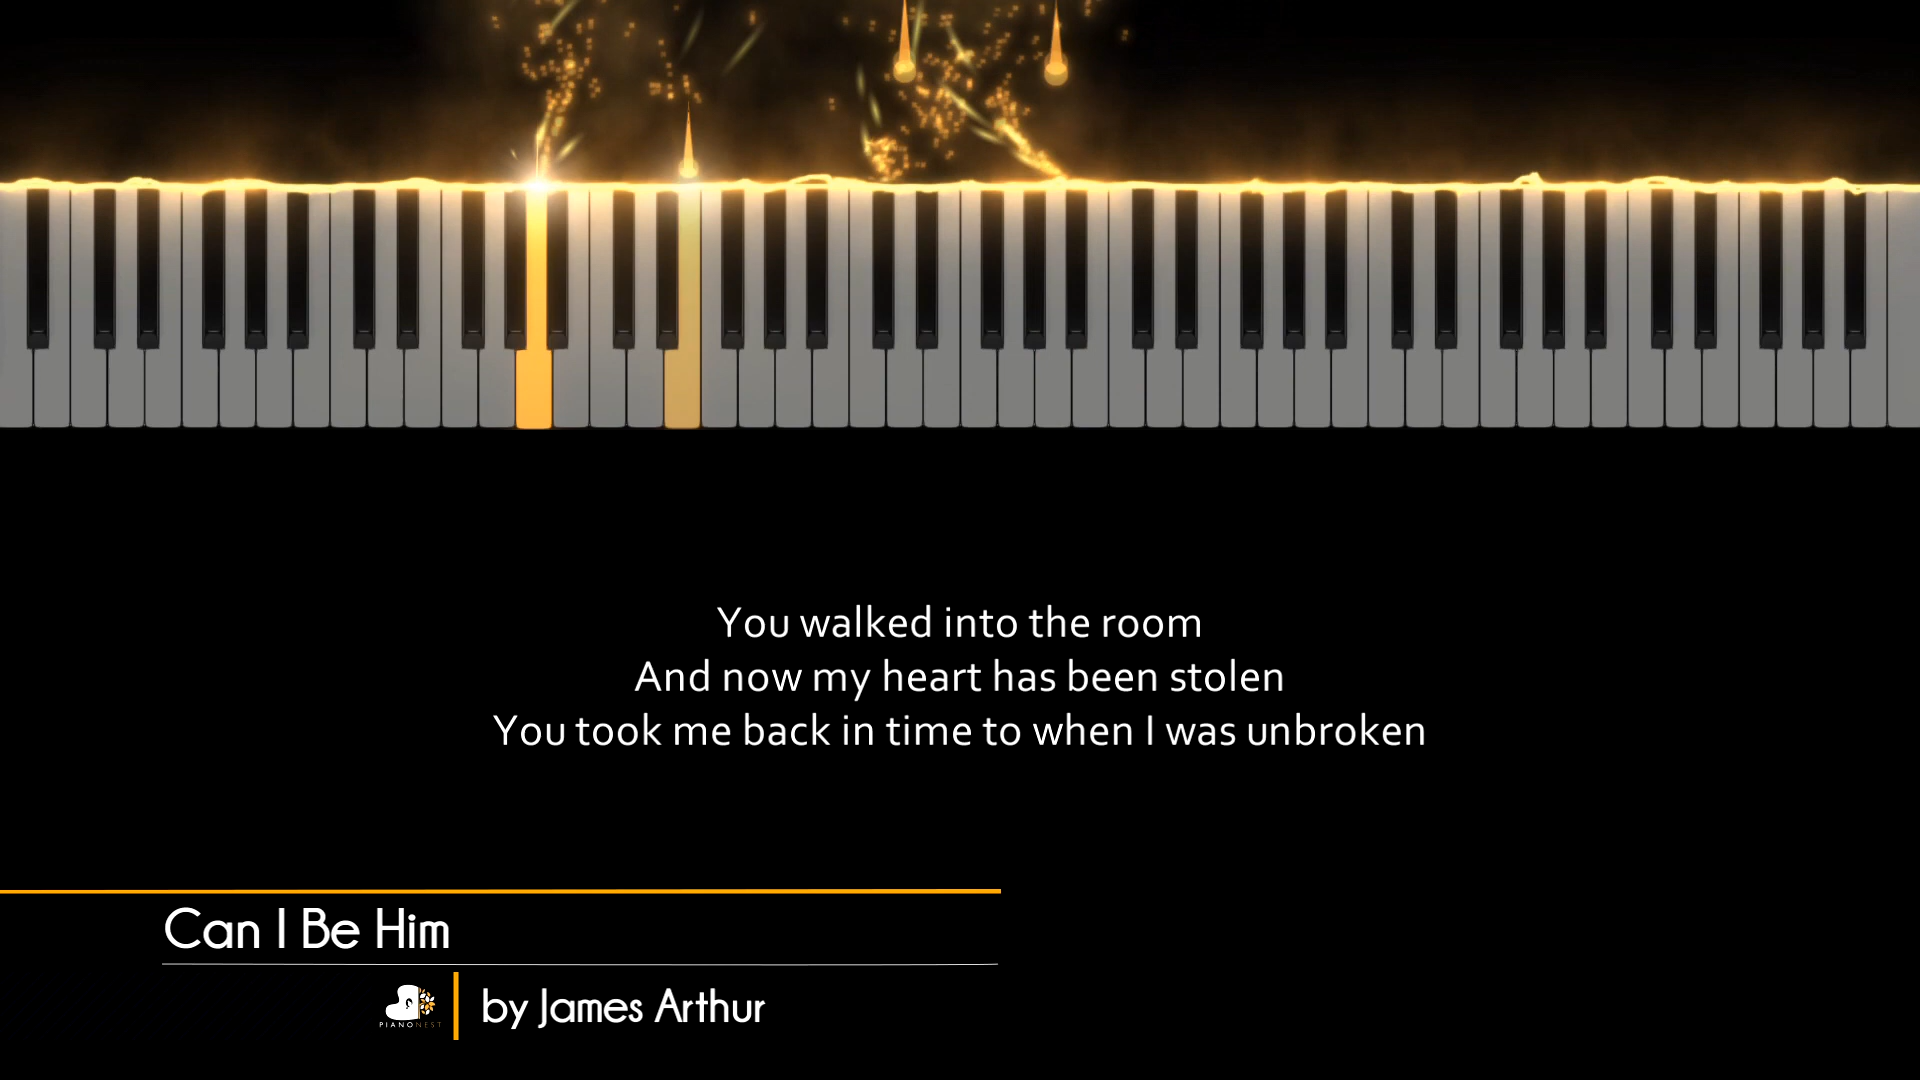 You walked into the room
And now my heart has been stolen
You took me back in time to when I was unbroken
Can I Be Him
PIANONEST
by James Arthur